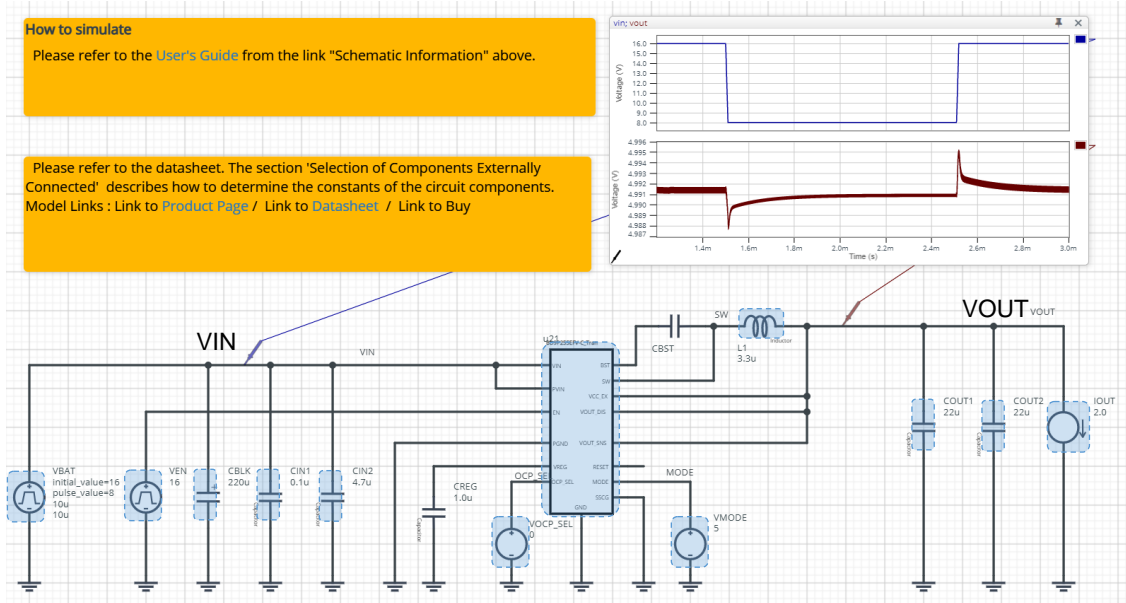 How to simulate
Please refer to the User's Guide from the link "Schematic Information" above.
Please refer to the datasheet. The section 'Selection of Components Externally
Connected' describes how to determine the constants of the circuit components.
Model Links : Link to Product Page / Link to Datasheet / Link to Buy
vin; vout
Voltage (V)
16.0
15.0
14.0
13.0
12.0
11.0
10.0
9.0
8.0
Voltage (V)
4.996
4.995
4.994
4.993
4.992
4.991
4.990
4.989
4.988
4.987
1.4m 1.6m 1.8m 2.0m 2.2m 2.4m 2.6m 2.8m 3.0m
Time (s)
VIN
VIN
VOUT
VOUT
SW
CBST
L1
3.3u
Inductor
u21
VIN
PVIN
EN
PGND
VREG
OCP_SEL
GND
BST
SW
VCC_EX
VOUT_DIS
VOUT_SNS
RESET
MODE
SSCG
VBAT
initial_value=16
pulse_value=8
10u
10u
VEN
16
CBLK
220u
CIN1
0.1u
Capacitor
CIN2
4.7u
Capacitor
CREG
1.0u
Capacitor
OCP_SEL
VOCP_SEL
0
MODE
VMODE
5
COUT1
22u
Capacitor
COUT2
22u
Capacitor
IOUT
2.0